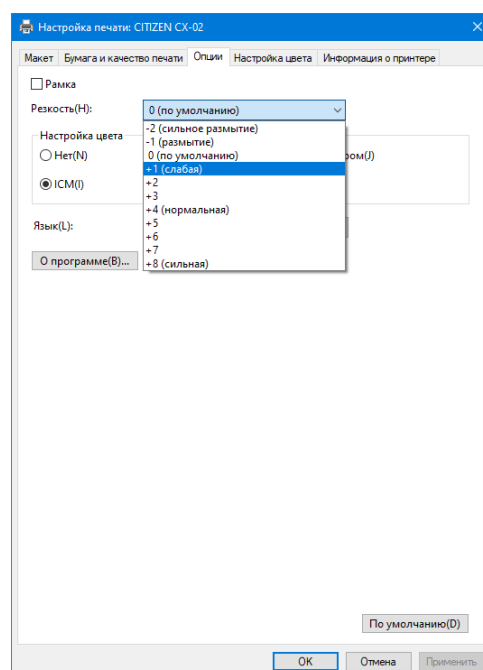 Настройка печати: CITIZEN CX-02
Макет Бумага и качество печати Опции Настройка цвета Информация о принтере
Рамка
Резкость(H): 0 (по умолчанию)
-2 (сильное размытие)
-1 (размытие)
0 (по умолчанию)
+1 (слабая)
+2
+3
+4 (нормальная)
+5
+6
+7
+8 (сильная)
Настройка цвета
Нет(N) ром(J)
ICM(I)
Язык(L):
О программе(B)...
По умолчанию(D)
OK Отмена Применить